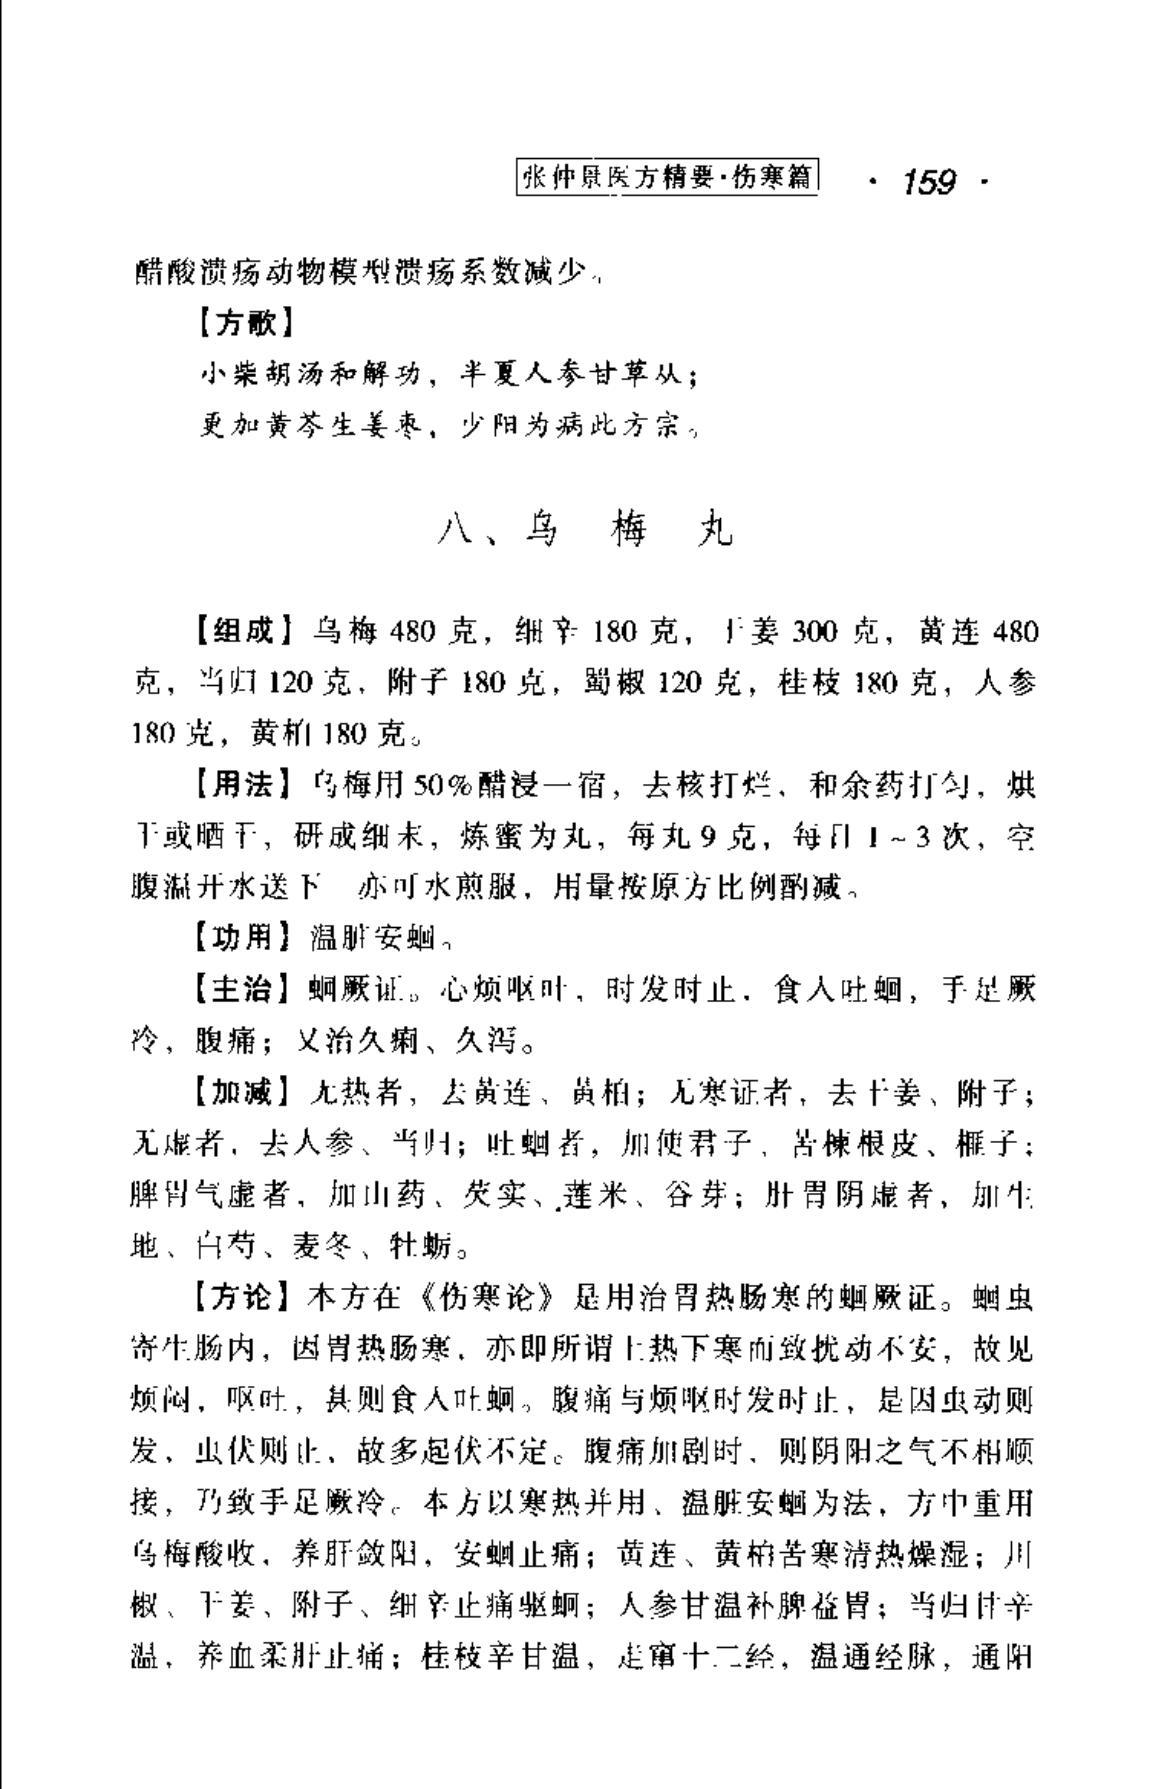 张仲景医方精要·伤寒篇 · 159 ·
醋酸溃疡动物模型溃疡系数减少。
【方歌】
小柴胡汤和解功，半夏人参甘草从；
更加黄芩生姜枣，少阳为病此方宗。
八、乌 梅 丸
【组成】乌梅 480 克，细辛 180 克，干姜 300 克，黄连 480
克，当归 120 克，附子 180 克，蜀椒 120 克，桂枝 180 克，人参
180 克，黄柏 180 克。
【用法】乌梅用 50%醋浸一宿，去核打烂，和余药打匀，烘
干或晒干，研成细末，炼蜜为丸，每丸 9 克，每日 1～3 次，空
腹温开水送下 亦可水煎服，用量按原方比例酌减。
【功用】温脏安蛔。
【主治】蛔厥证。心烦呕吐，时发时止，食入吐蛔，手足厥
冷，腹痛；又治久痢、久泻。
【加减】无热者，去黄连、黄柏；无寒证者，去干姜、附子；
无虚者，去人参、当归；吐蛔者，加使君子、苦楝根皮、榧子；
脾胃气虚者，加山药、芡实、莲米、谷芽；肝胃阴虚者，加生
地、白芍、麦冬、牡蛎。
【方论】本方在《伤寒论》是用治胃热肠寒的蛔厥证。蛔虫
寄生肠内，因胃热肠寒，亦即所谓上热下寒而致扰动不安，故见
烦闷，呕吐，甚则食入吐蛔。腹痛与烦呕时发时止，是因虫动则
发，虫伏则止，故多起伏不定。腹痛加剧时，则阴阳之气不相顺
接，乃致手足厥冷。本方以寒热并用、温脏安蛔为法，方中重用
乌梅酸收，养肝敛阳，安蛔止痛；黄连、黄柏苦寒清热燥湿；川
椒、干姜、附子、细辛止痛驱蛔；人参甘温补脾益胃；当归甘辛
温，养血柔肝止痛；桂枝辛甘温，走窜十二经，温通经脉，通阳